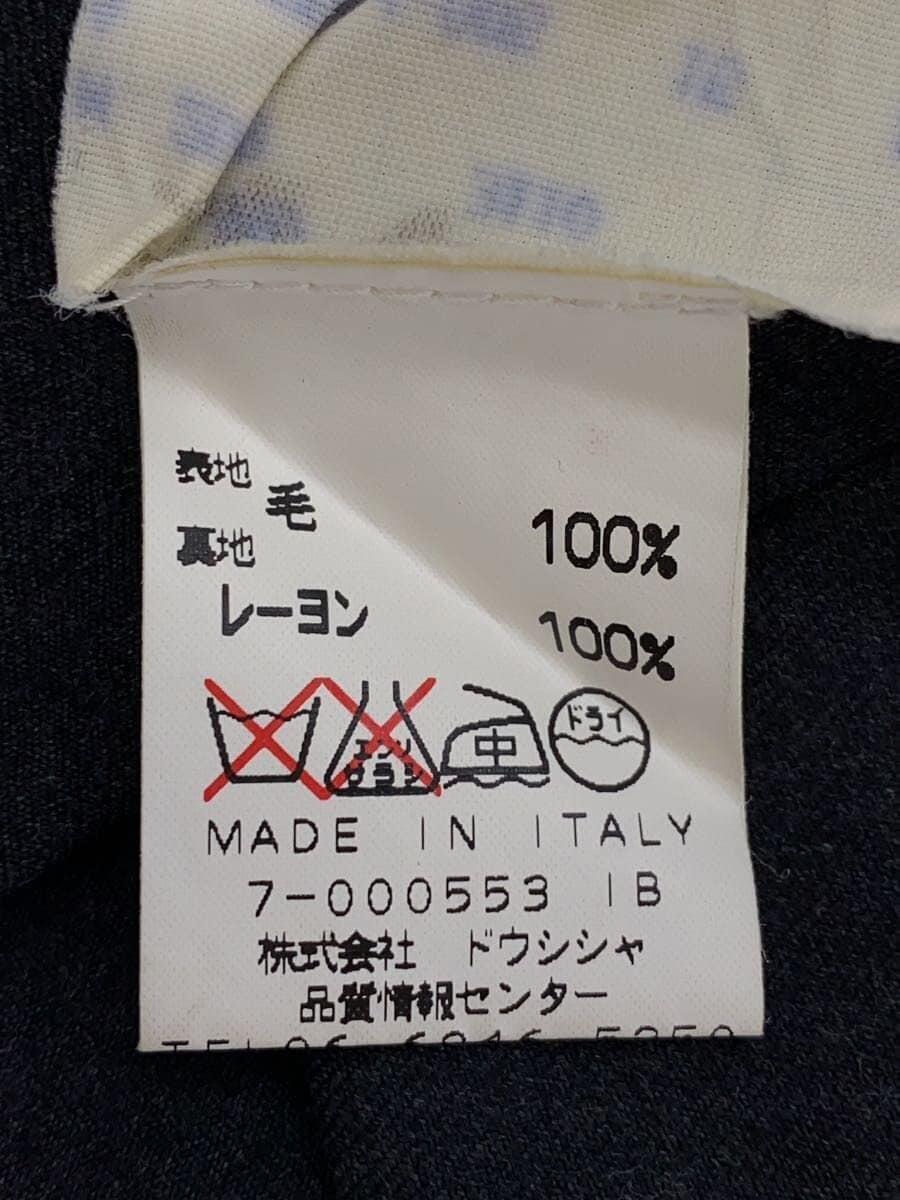 表地
毛 100%
裏地
レーヨン 100%
エンソサラシ 中 ドライ
MADE IN ITALY
7-000553 IB
株式会社 ドウシシャ
品質情報センター